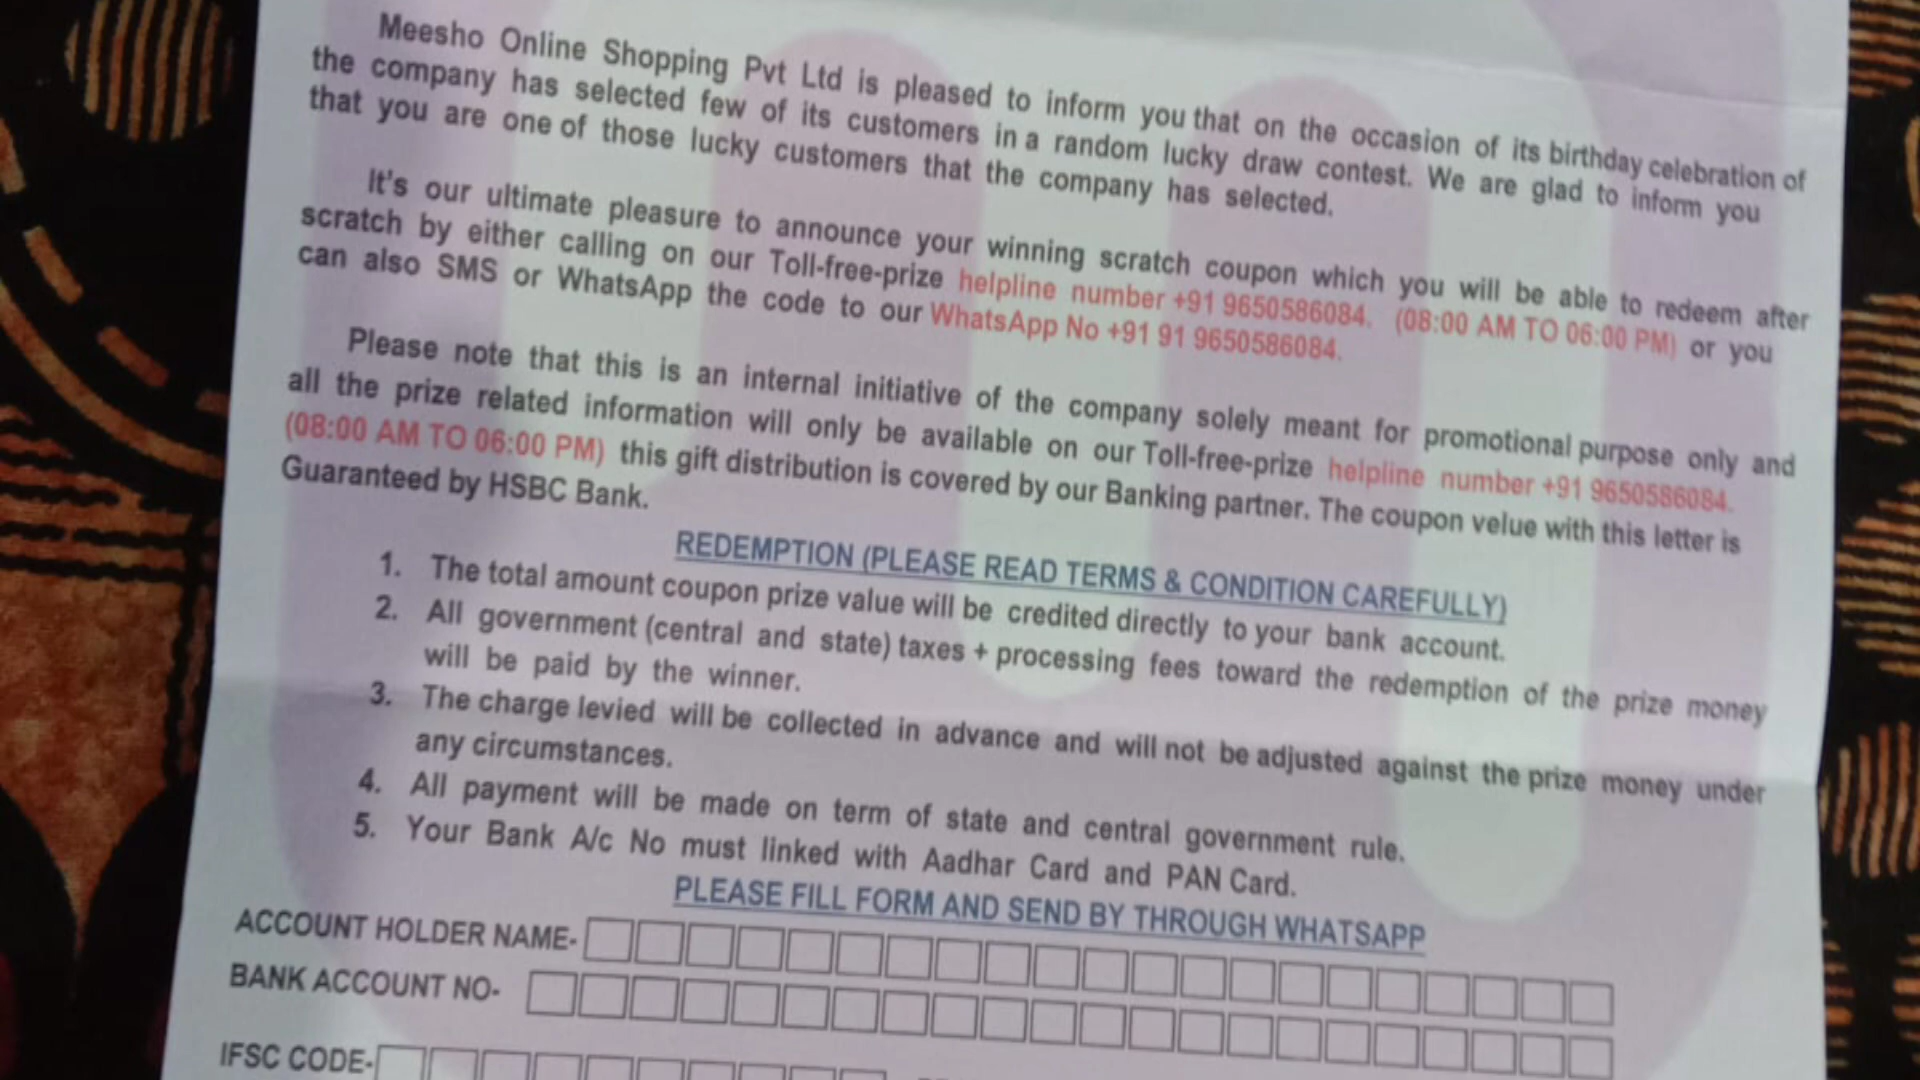 Meesho Online Shopping Pvt Ltd is pleased to inform you that on the occasion of its birthday celebration of
the company has selected few of its customers in a random lucky draw contest. We are glad to inform you
that you are one of those lucky customers that the company has selected.
It's our ultimate pleasure to announce your winning scratch coupon which you will be able to redeem after
scratch by either calling on our Toll-free-prize helpline number +91 9650586084. (08:00 AM TO 06:00 PM) or you
can also SMS or WhatsApp the code to our WhatsApp No +91 91 9650586084.
Please note that this is an internal initiative of the company solely meant for promotional purpose only and
all the prize related information will only be available on our Toll-free-prize helpline number +91 9650586084.
(08:00 AM TO 06:00 PM) this gift distribution is covered by our Banking partner. The coupon velue with this letter is
Guaranteed by HSBC Bank.
REDEMPTION (PLEASE READ TERMS & CONDITION CAREFULLY)
1. The total amount coupon prize value will be credited directly to your bank account.
2. All government (central and state) taxes + processing fees toward the redemption of the prize money
will be paid by the winner.
3. The charge levied will be collected in advance and will not be adjusted against the prize money under
any circumstances.
4. All payment will be made on term of state and central government rule.
5. Your Bank A/c No must linked with Aadhar Card and PAN Card.
PLEASE FILL FORM AND SEND BY THROUGH WHATSAPP
ACCOUNT HOLDER NAME-
BANK ACCOUNT NO-
IFSC CODE-